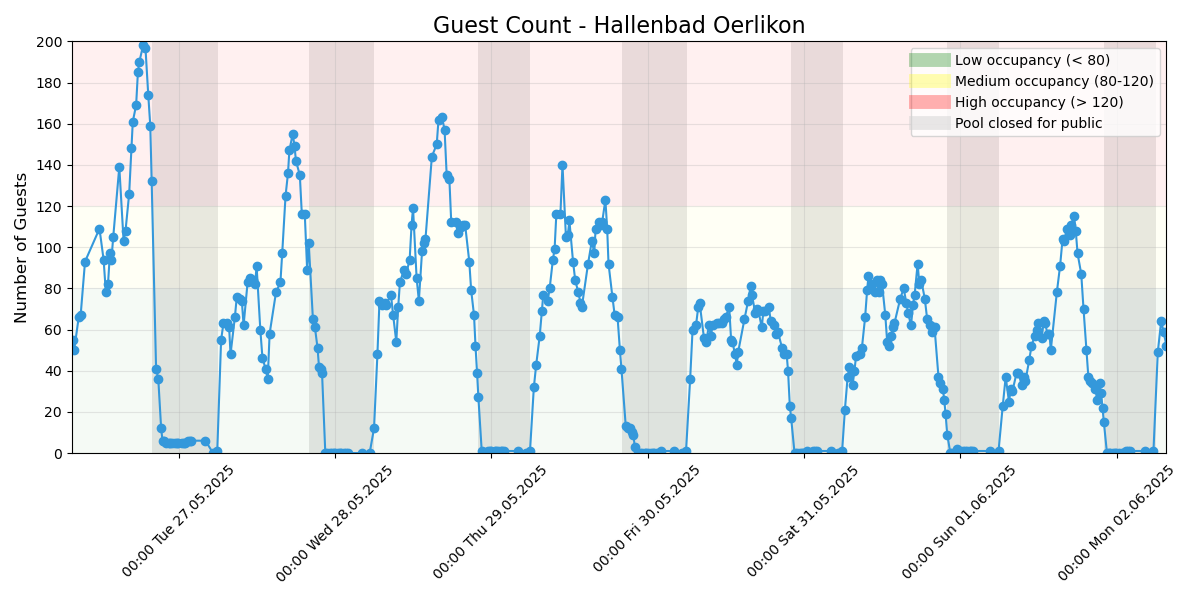 Guest Count - Hallenbad Oerlikon
Number of Guests
200
180
160
140
120
100
80
60
40
20
0
Low occupancy (< 80)
Medium occupancy (80-120)
High occupancy (> 120)
Pool closed for public
00:00 Tue 27.05.2025
00:00 Wed 28.05.2025
00:00 Thu 29.05.2025
00:00 Fri 30.05.2025
00:00 Sat 31.05.2025
00:00 Sun 01.06.2025
00:00 Mon 02.06.2025